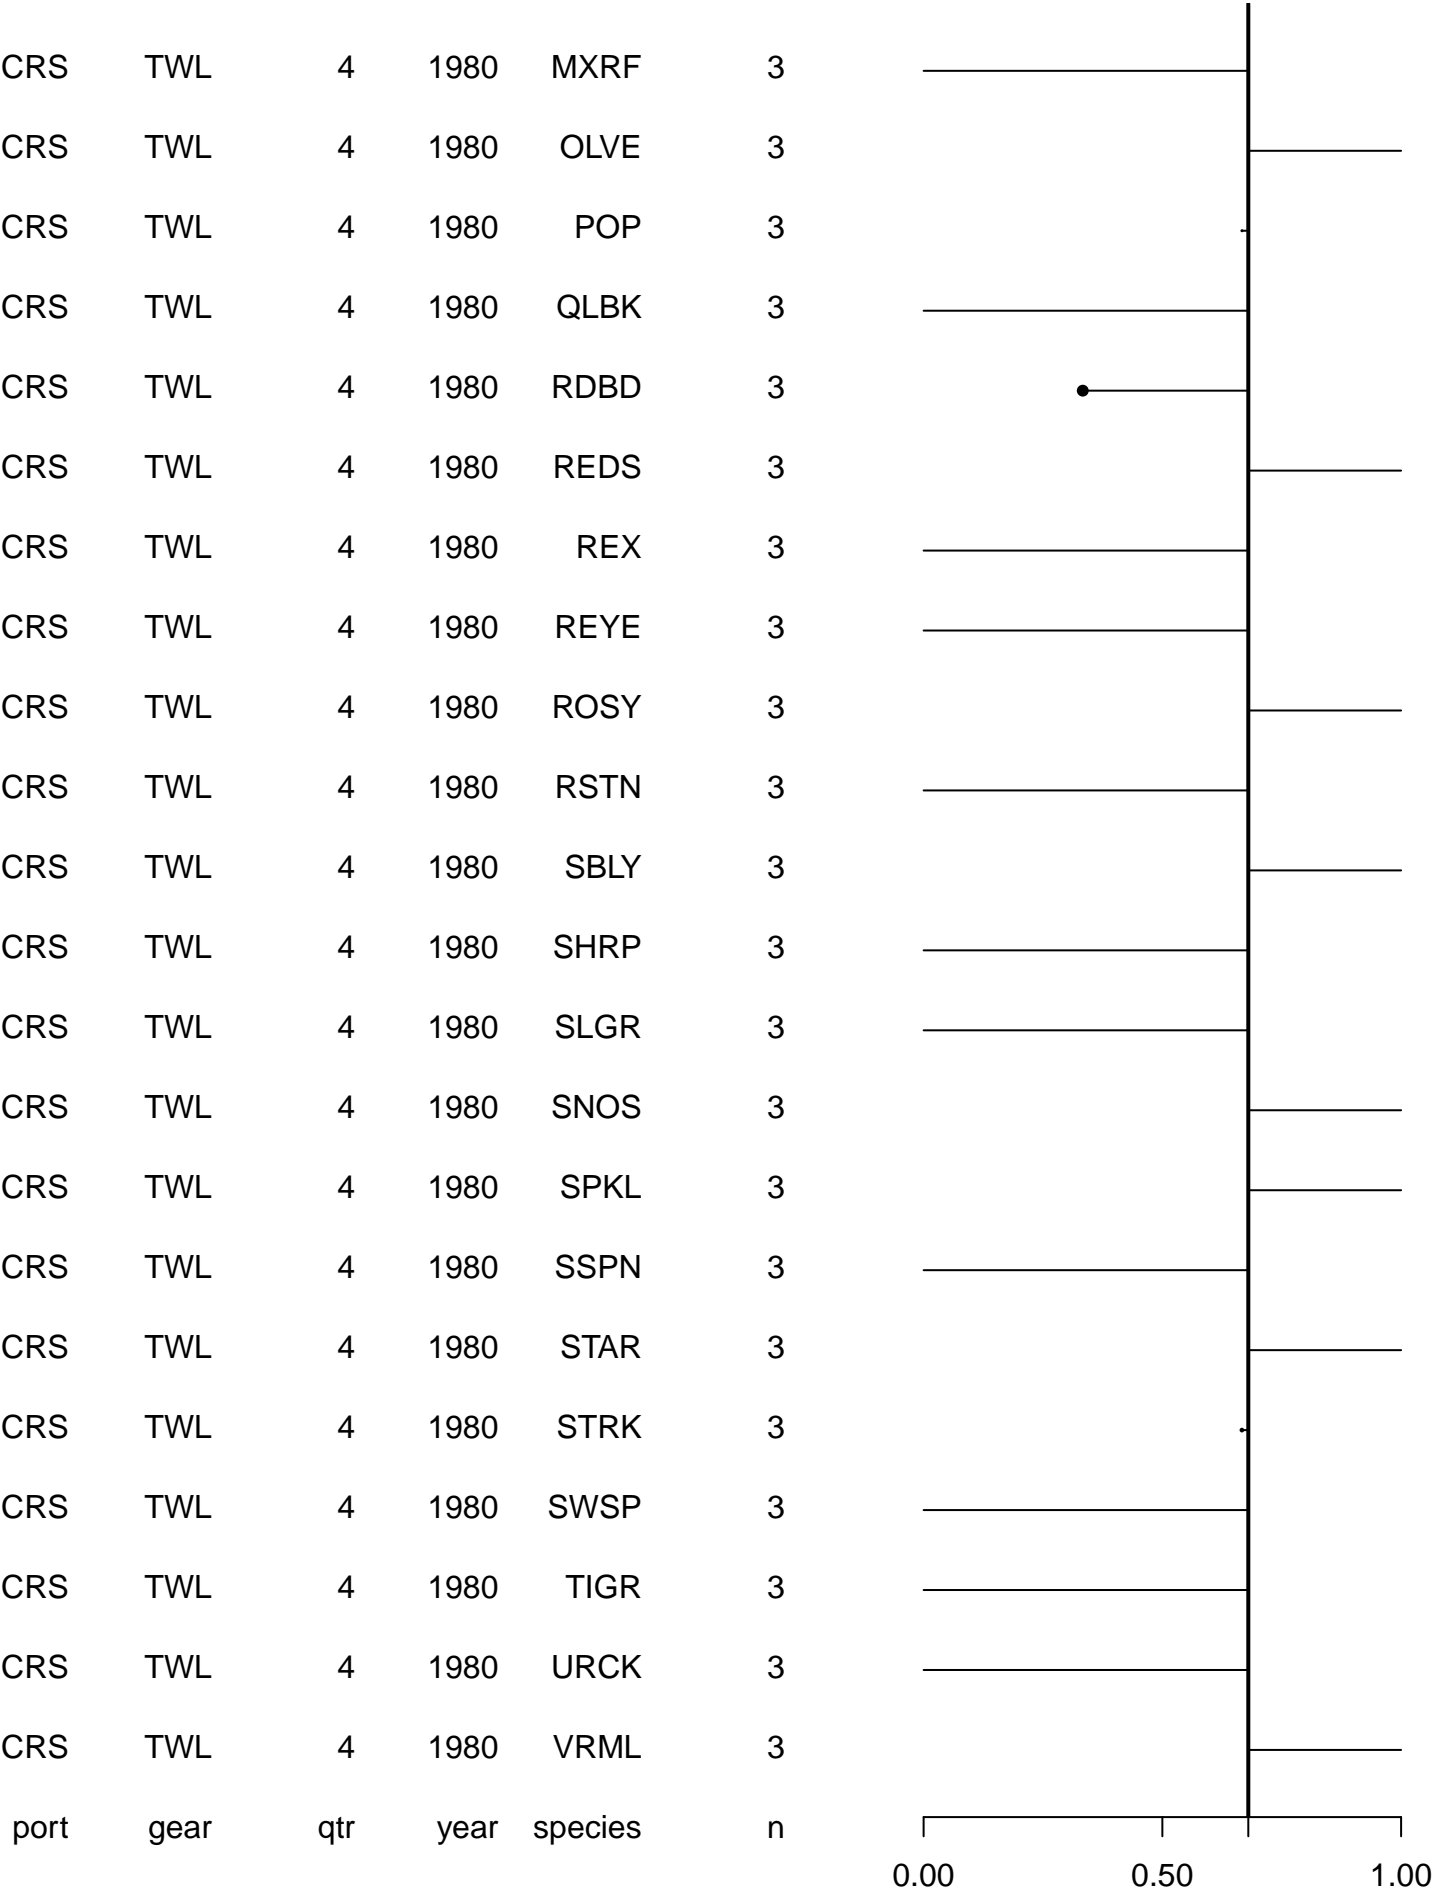 CRS TWL 4 1980 MXRF 3
CRS TWL 4 1980 OLVE 3
CRS TWL 4 1980 POP 3
CRS TWL 4 1980 QLBK 3
CRS TWL 4 1980 RDBD 3
CRS TWL 4 1980 REDS 3
CRS TWL 4 1980 REX 3
CRS TWL 4 1980 REYE 3
CRS TWL 4 1980 ROSY 3
CRS TWL 4 1980 RSTN 3
CRS TWL 4 1980 SBLY 3
CRS TWL 4 1980 SHRP 3
CRS TWL 4 1980 SLGR 3
CRS TWL 4 1980 SNOS 3
CRS TWL 4 1980 SPKL 3
CRS TWL 4 1980 SSPN 3
CRS TWL 4 1980 STAR 3
CRS TWL 4 1980 STRK 3
CRS TWL 4 1980 SWSP 3
CRS TWL 4 1980 TIGR 3
CRS TWL 4 1980 URCK 3
CRS TWL 4 1980 VRML 3
port gear qtr year species n
0.00 0.50 1.00